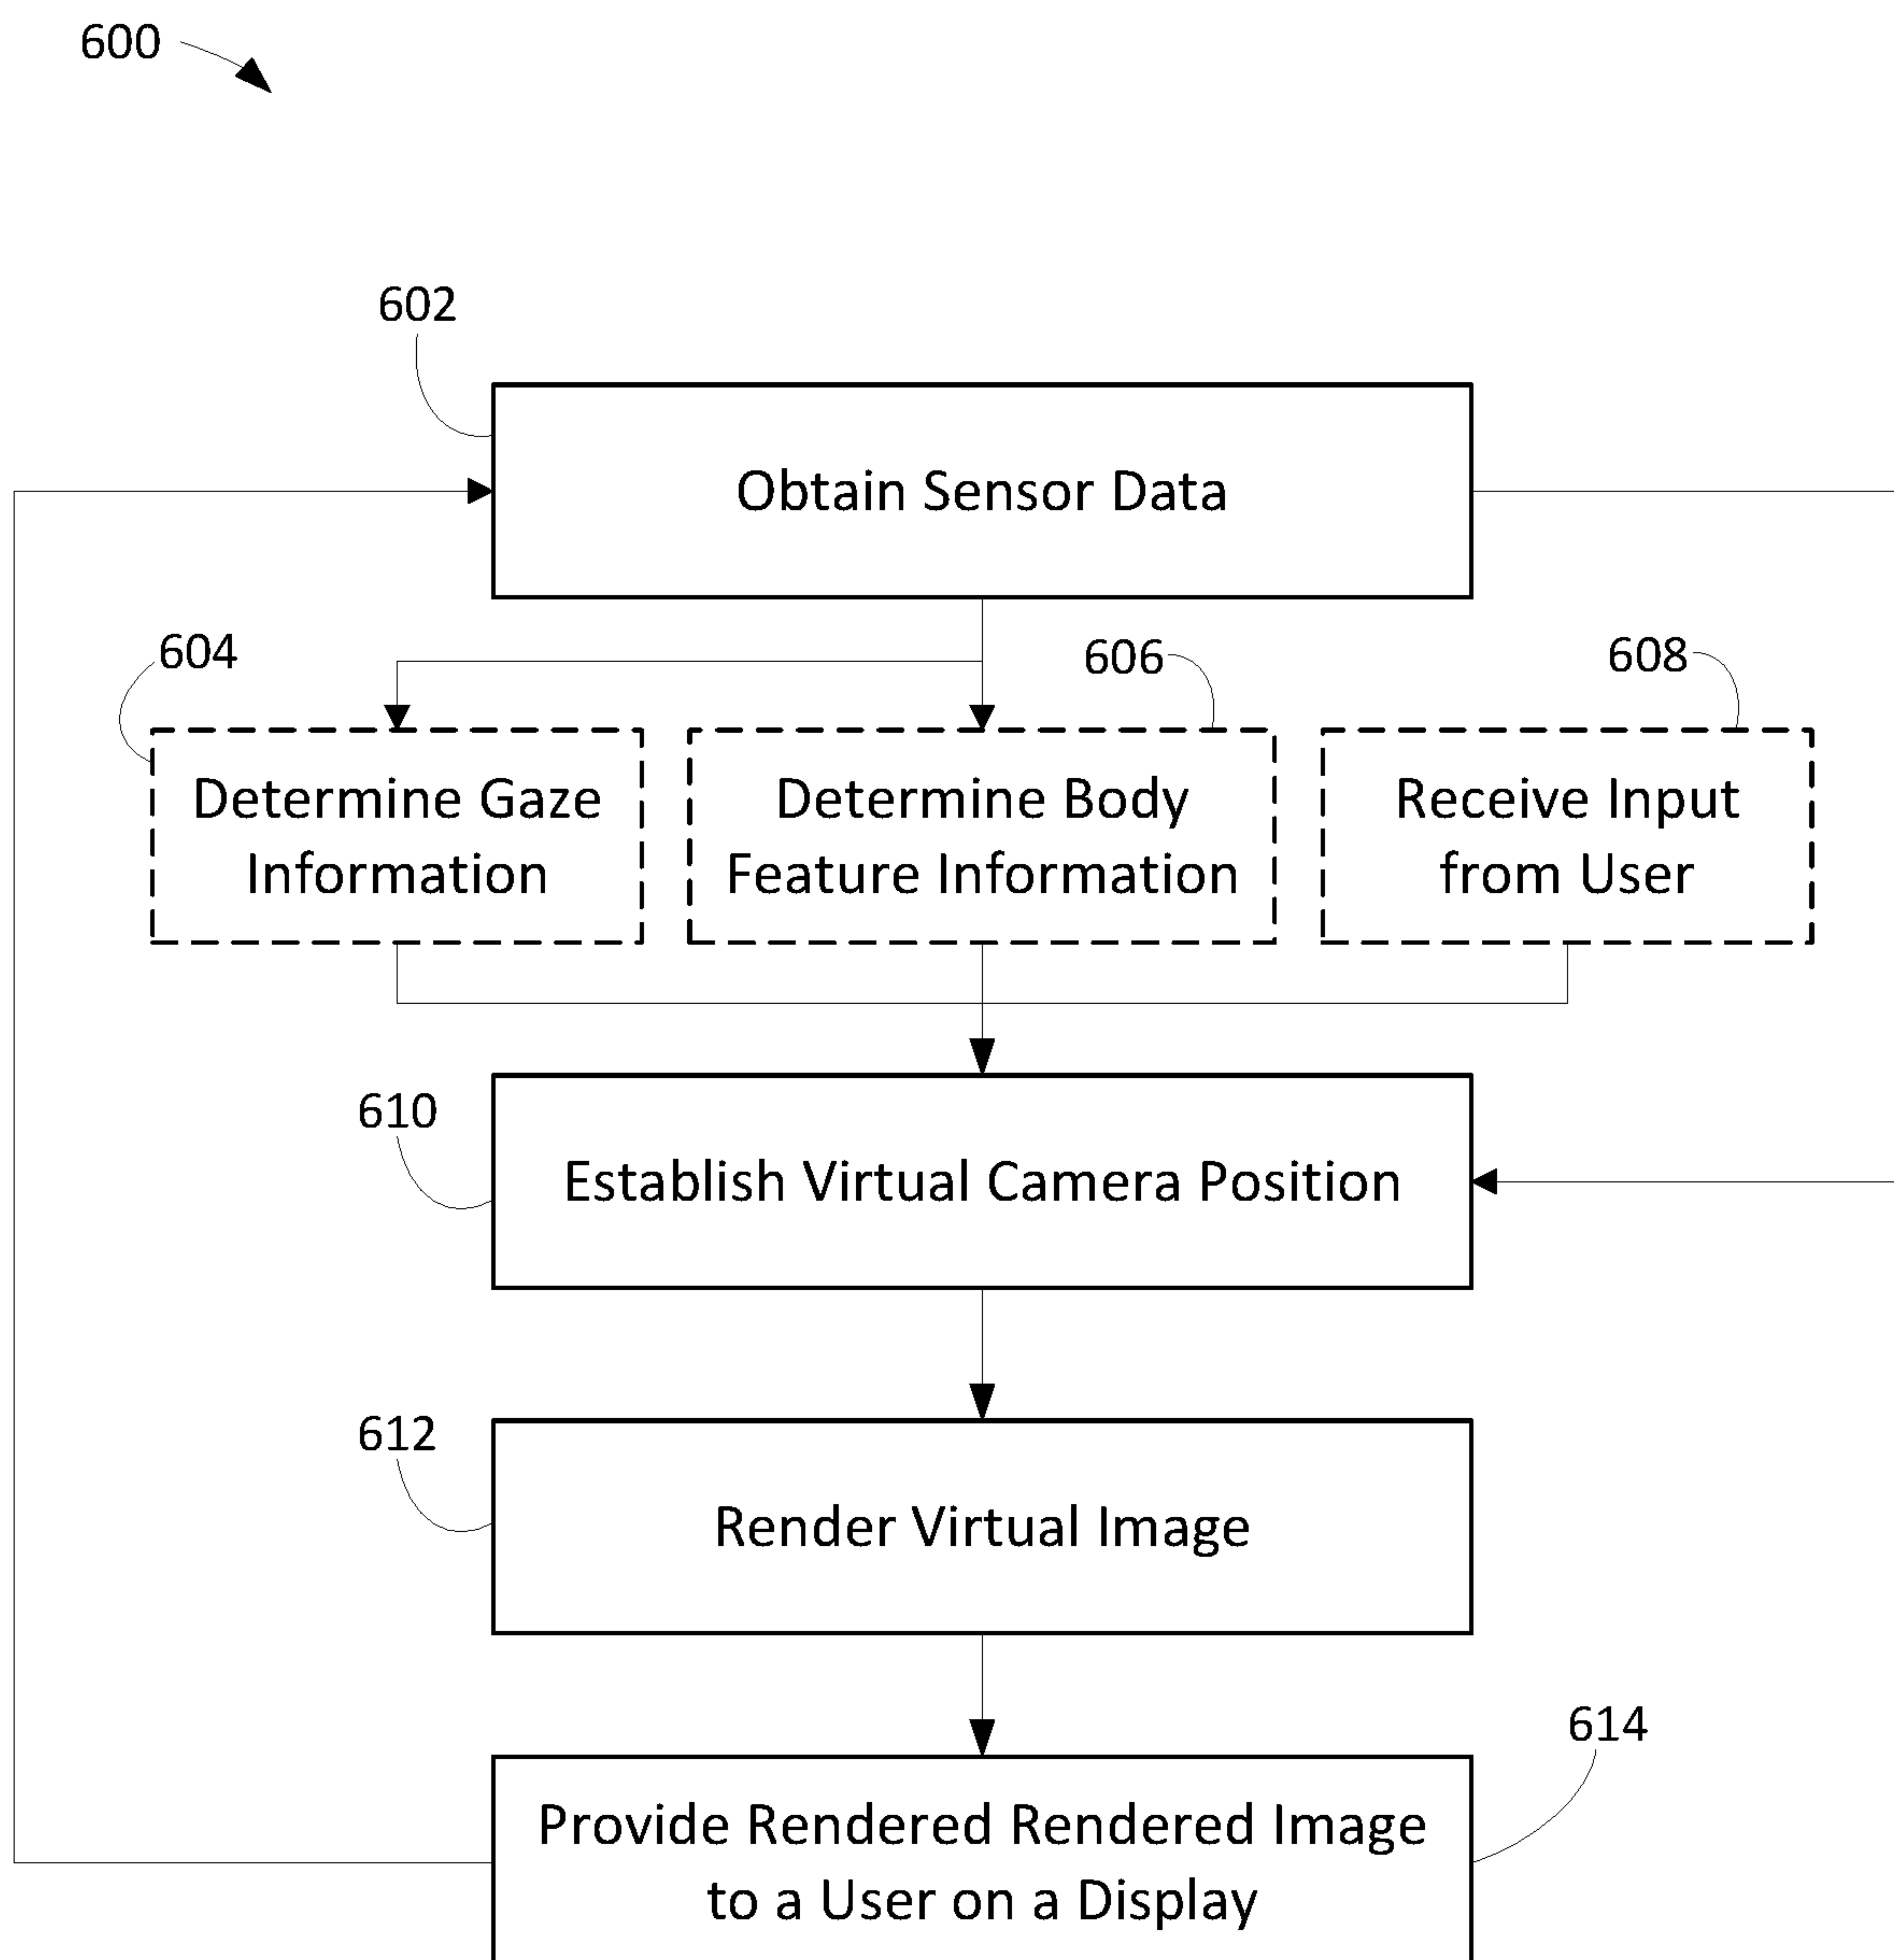 600
602
Obtain Sensor Data
604
606
608
Determine Gaze
Information
Determine Body
Feature Information
Receive Input
from User
610
Establish Virtual Camera Position
612
Render Virtual Image
614
Provide Rendered Rendered Image
to a User on a Display